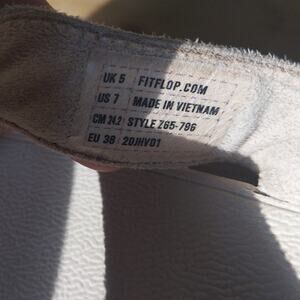 UK 5 FITFLOP.COM
US 7 MADE IN VIETNAM
CM 24.2 STYLE Z65-796
EU 38 20JHV01